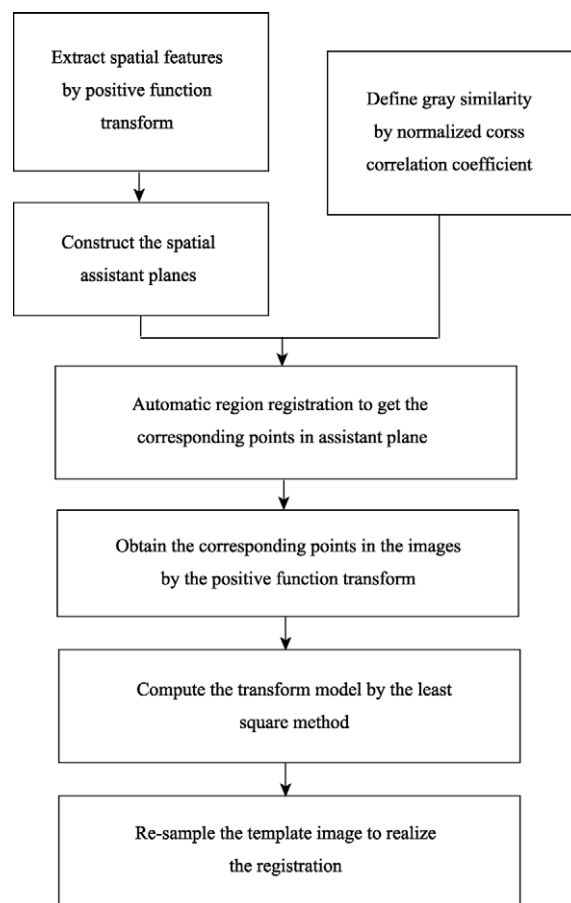 Extract spatial features
by positive function
transform
Define gray similarity
by normalized corss
correlation coefficient
Construct the spatial
assistant planes
Automatic region registration to get the
corresponding points in assistant plane
Obtain the corresponding points in the images
by the positive function transform
Compute the transform model by the least
square method
Re-sample the template image to realize
the registration